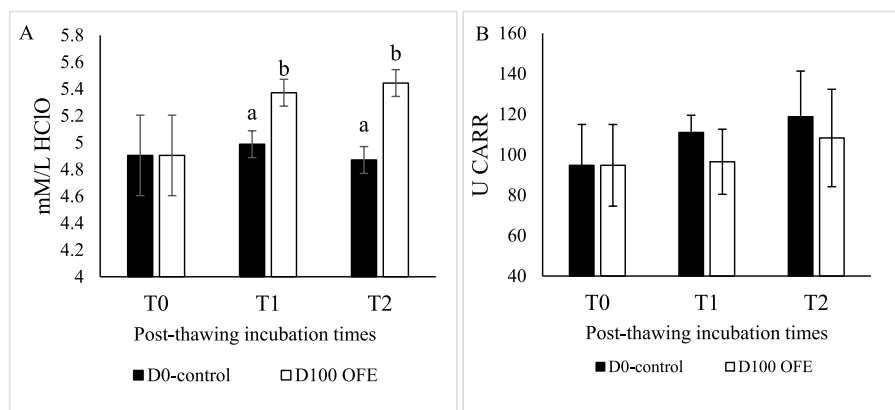 A
mM/L HClO
5.8
5.6
5.4
5.2
5
4.8
4.6
4.4
4.2
4
a
b
a
b
T0
T1
T2
Post-thawing incubation times
D0-control
D100 OFE
B
U CARR
160
140
120
100
80
60
40
T0
T1
T2
Post-thawing incubation times
D0-control
D100 OFE